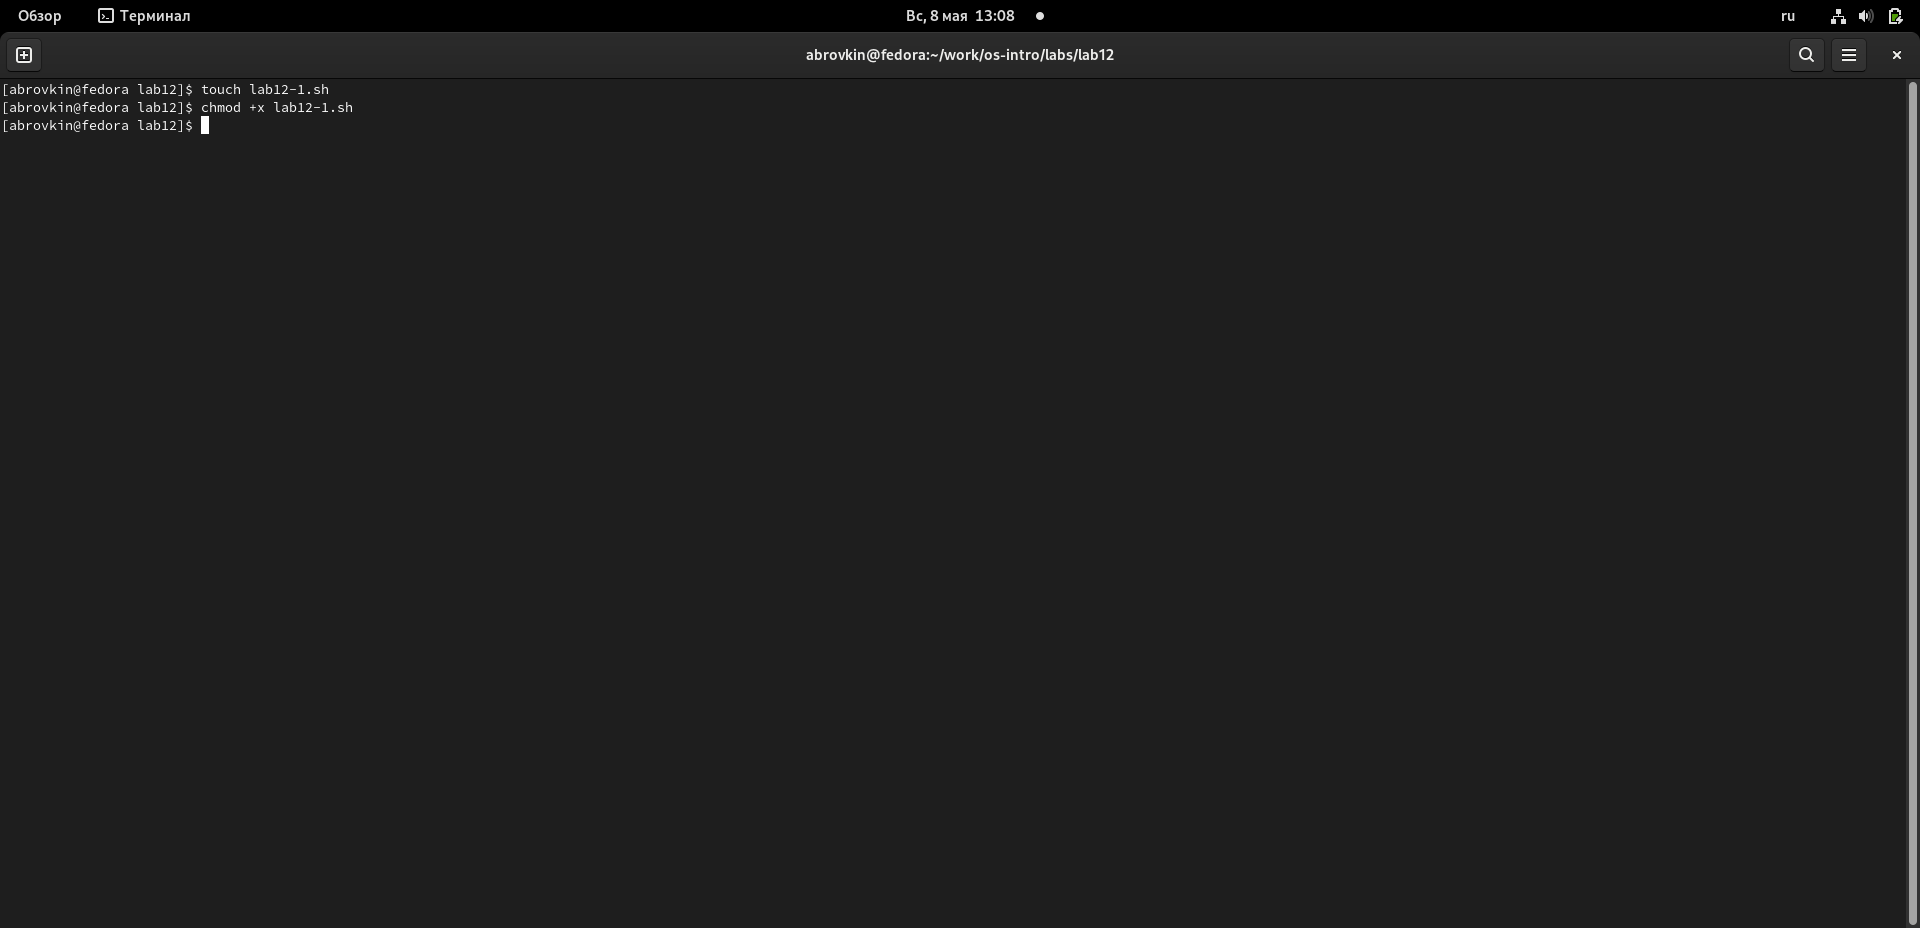 Обзор Терминал Вс, 8 мая 13:08 ru
abrovkin@fedora:~/work/os-intro/labs/lab12
[abrovkin@fedora lab12]$ touch lab12-1.sh
[abrovkin@fedora lab12]$ chmod +x lab12-1.sh
[abrovkin@fedora lab12]$